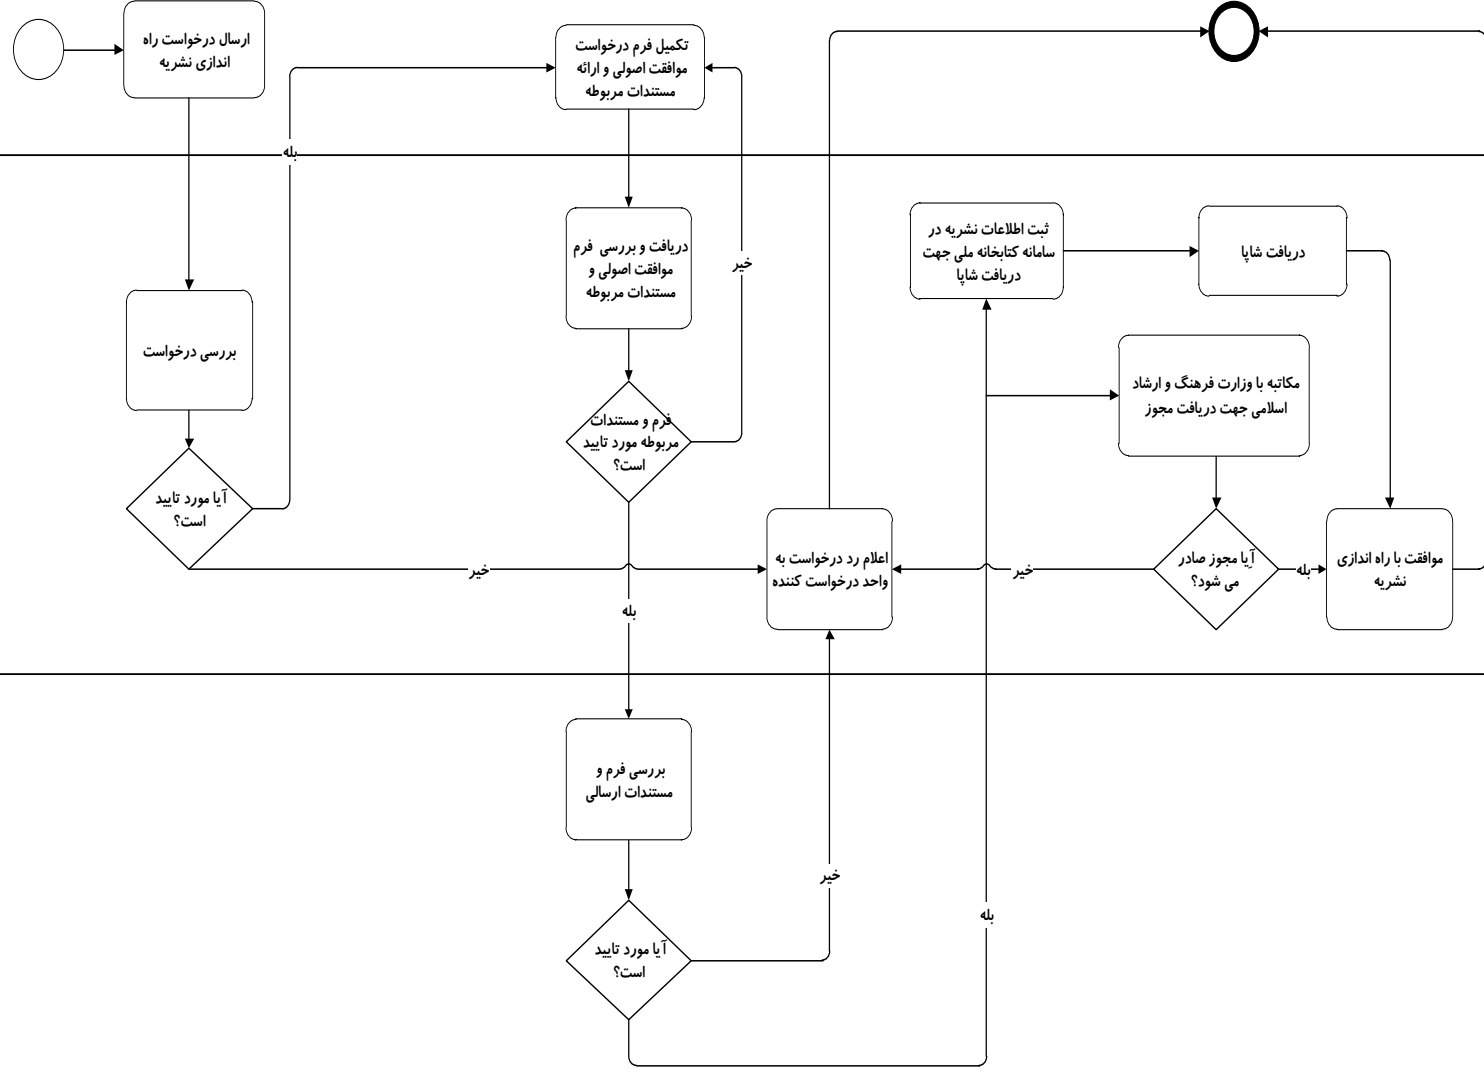 ارسال درخواست راه
اندازی نشریه
تکمیل فرم درخواست
موافقت اصولی و ارائه
مستندات مربوطه
بله
دریافت و بررسی فرم
موافقت اصولی و
مستندات مربوطه
خیر
ثبت اطلاعات نشریه در
سامانه کتابخانه ملی جهت
دریافت شاپا
دریافت شاپا
بررسی درخواست
مکاتبه با وزارت فرهنگ و ارشاد
اسلامی جهت دریافت مجوز
فرم و مستندات
مربوطه مورد تایید
است؟
آیا مورد تایید
است؟
خیر
اعلام رد درخواست به
واحد درخواست کننده
خیر
آیا مجوز صادر
می شود؟
بله
موافقت با راه اندازی
نشریه
بله
بررسی فرم و
مستندات ارسالی
خیر
بله
آیا مورد تایید
است؟